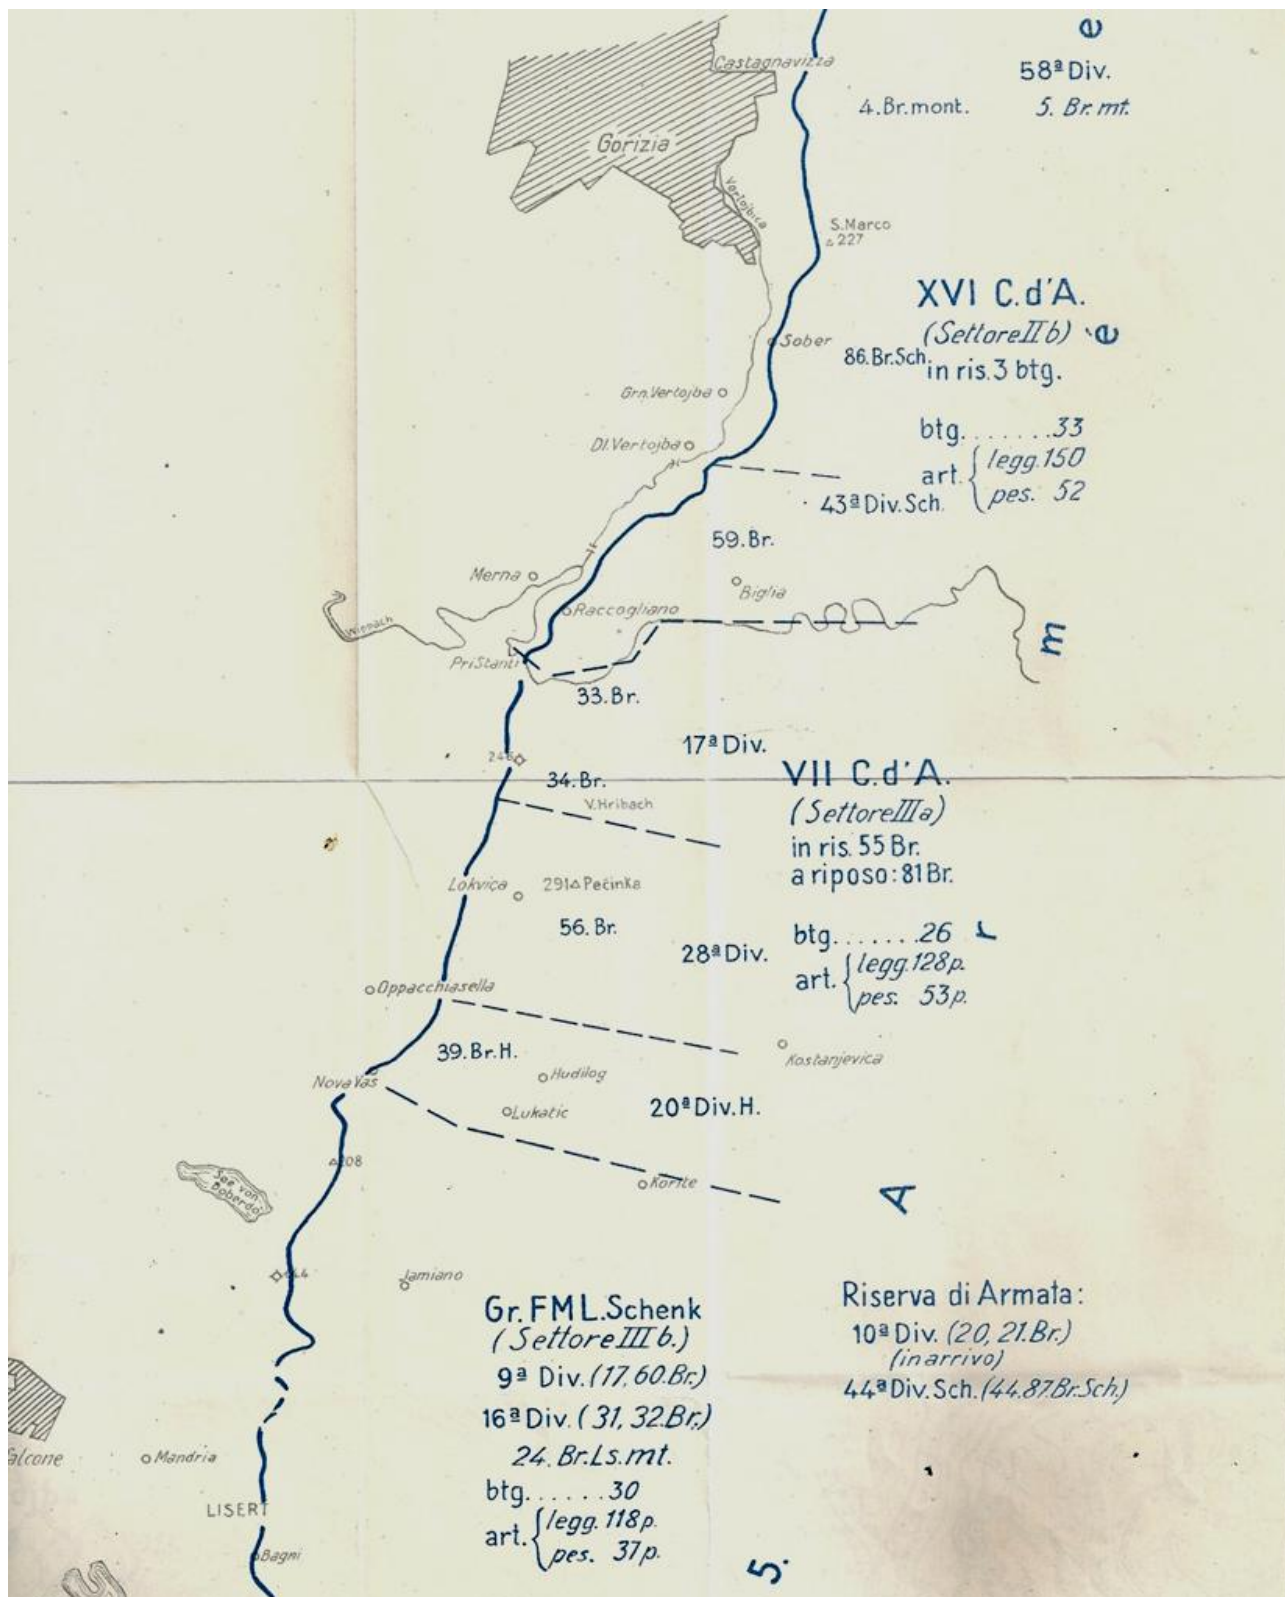 e
Castagnavizza
58ª Div.
4.Br.mont.
5. Br. mt.
Gorizia
Vertojbica
S.Marco
227
XVI C.d'A.
(Settore II b)
e
86.Br.Sch.
in ris. 3 btg.
Sober
Grn.Vertojba
btg........33
Dl.Vertojba
art. { legg. 150
pes. 52
43ª Div.Sch.
59.Br.
Merna
Biglia
Raccogliano
Wippach
m
Pri Stanti
33.Br.
17ª Div.
VII C.d'A.
34.Br.
V.Hribach
(Settore III a)
in ris. 55 Br.
a riposo: 81 Br.
Lokvica
291 Pečinka
56. Br.
btg........26
r
28ª Div.
art. { legg. 128 p.
pes. 53 p.
Oppacchiasella
39.Br.H.
Kostanjevica
Hudilog
Nova Vas
Lukatic
20ª Div.H.
208
See von
Doberdo
Korite
A
Jamiano
Gr. FML. Schenk
(Settore III b.)
9ª Div. (17, 60. Br.)
16ª Div. (31, 32. Br.)
24. Br. Ls. mt.
btg.......30
art. { legg. 118 p.
pes. 37 p.
Riserva di Armata:
10ª Div. (20, 21. Br.)
(in arrivo)
44ª Div. Sch. (44. 87. Br. Sch.)
falcone
Mandria
LISERT
Bagni
5.